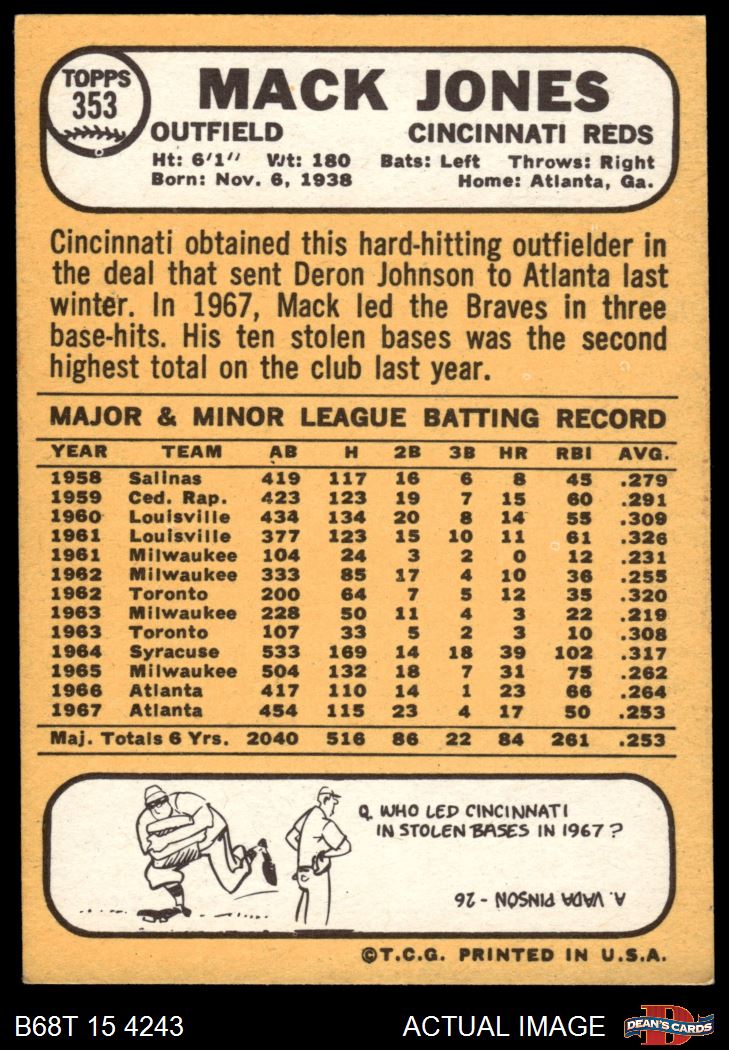 TOPPS
353
MACK JONES
OUTFIELD CINCINNATI REDS
Ht: 6'1" Wt: 180 Bats: Left Throws: Right
Born: Nov. 6, 1938 Home: Atlanta, Ga.
Cincinnati obtained this hard-hitting outfielder in
the deal that sent Deron Johnson to Atlanta last
winter. In 1967, Mack led the Braves in three
base-hits. His ten stolen bases was the second
highest total on the club last year.
MAJOR & MINOR LEAGUE BATTING RECORD
YEAR TEAM AB H 2B 3B HR RBI AVG.
1958 Salinas 419 117 16 6 8 45 .279
1959 Ced. Rap. 423 123 19 7 15 60 .291
1960 Louisville 434 134 20 8 14 55 .309
1961 Louisville 377 123 15 10 11 61 .326
1961 Milwaukee 104 24 3 2 0 12 .231
1962 Milwaukee 333 85 17 4 10 36 .255
1962 Toronto 200 64 7 5 12 35 .320
1963 Milwaukee 228 50 11 4 3 22 .219
1963 Toronto 107 33 5 2 3 10 .308
1964 Syracuse 533 169 14 18 39 102 .317
1965 Milwaukee 504 132 18 7 31 75 .262
1966 Atlanta 417 110 14 1 23 66 .264
1967 Atlanta 454 115 23 4 17 50 .253
Maj. Totals 6 Yrs. 2040 516 86 22 84 261 .253
Q. WHO LED CINCINNATI
IN STOLEN BASES IN 1967?
A. VADA PINSON - 26
©T.C.G. PRINTED IN U.S.A.
B68T 15 4243 ACTUAL IMAGE D DEAN'S CARDS